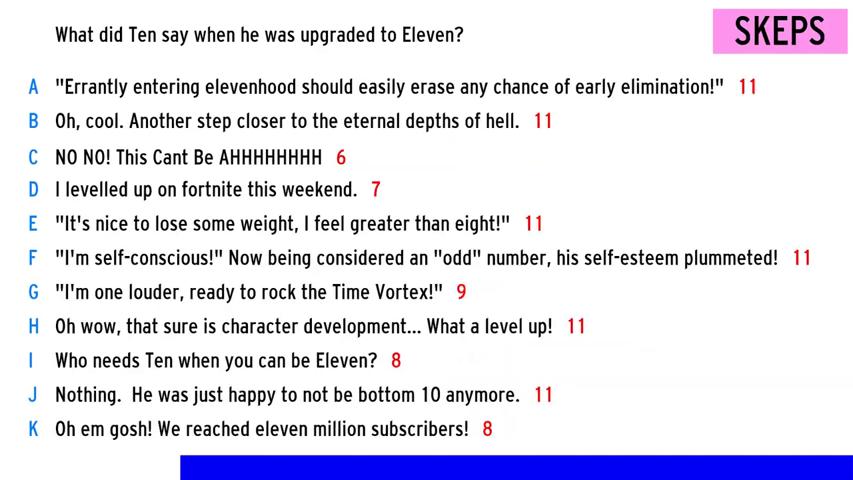 What did Ten say when he was upgraded to Eleven?
SKEPS
A "Errantly entering elevenhood should easily erase any chance of early elimination!" 11
B Oh, cool. Another step closer to the eternal depths of hell. 11
C NO NO! This Cant Be AHHHHHHHH 6
D I levelled up on fortnite this weekend. 7
E "It's nice to lose some weight, I feel greater than eight!" 11
F "I'm self-conscious!" Now being considered an "odd" number, his self-esteem plummeted! 11
G "I'm one louder, ready to rock the Time Vortex!" 9
H Oh wow, that sure is character development... What a level up! 11
I Who needs Ten when you can be Eleven? 8
J Nothing. He was just happy to not be bottom 10 anymore. 11
K Oh em gosh! We reached eleven million subscribers! 8